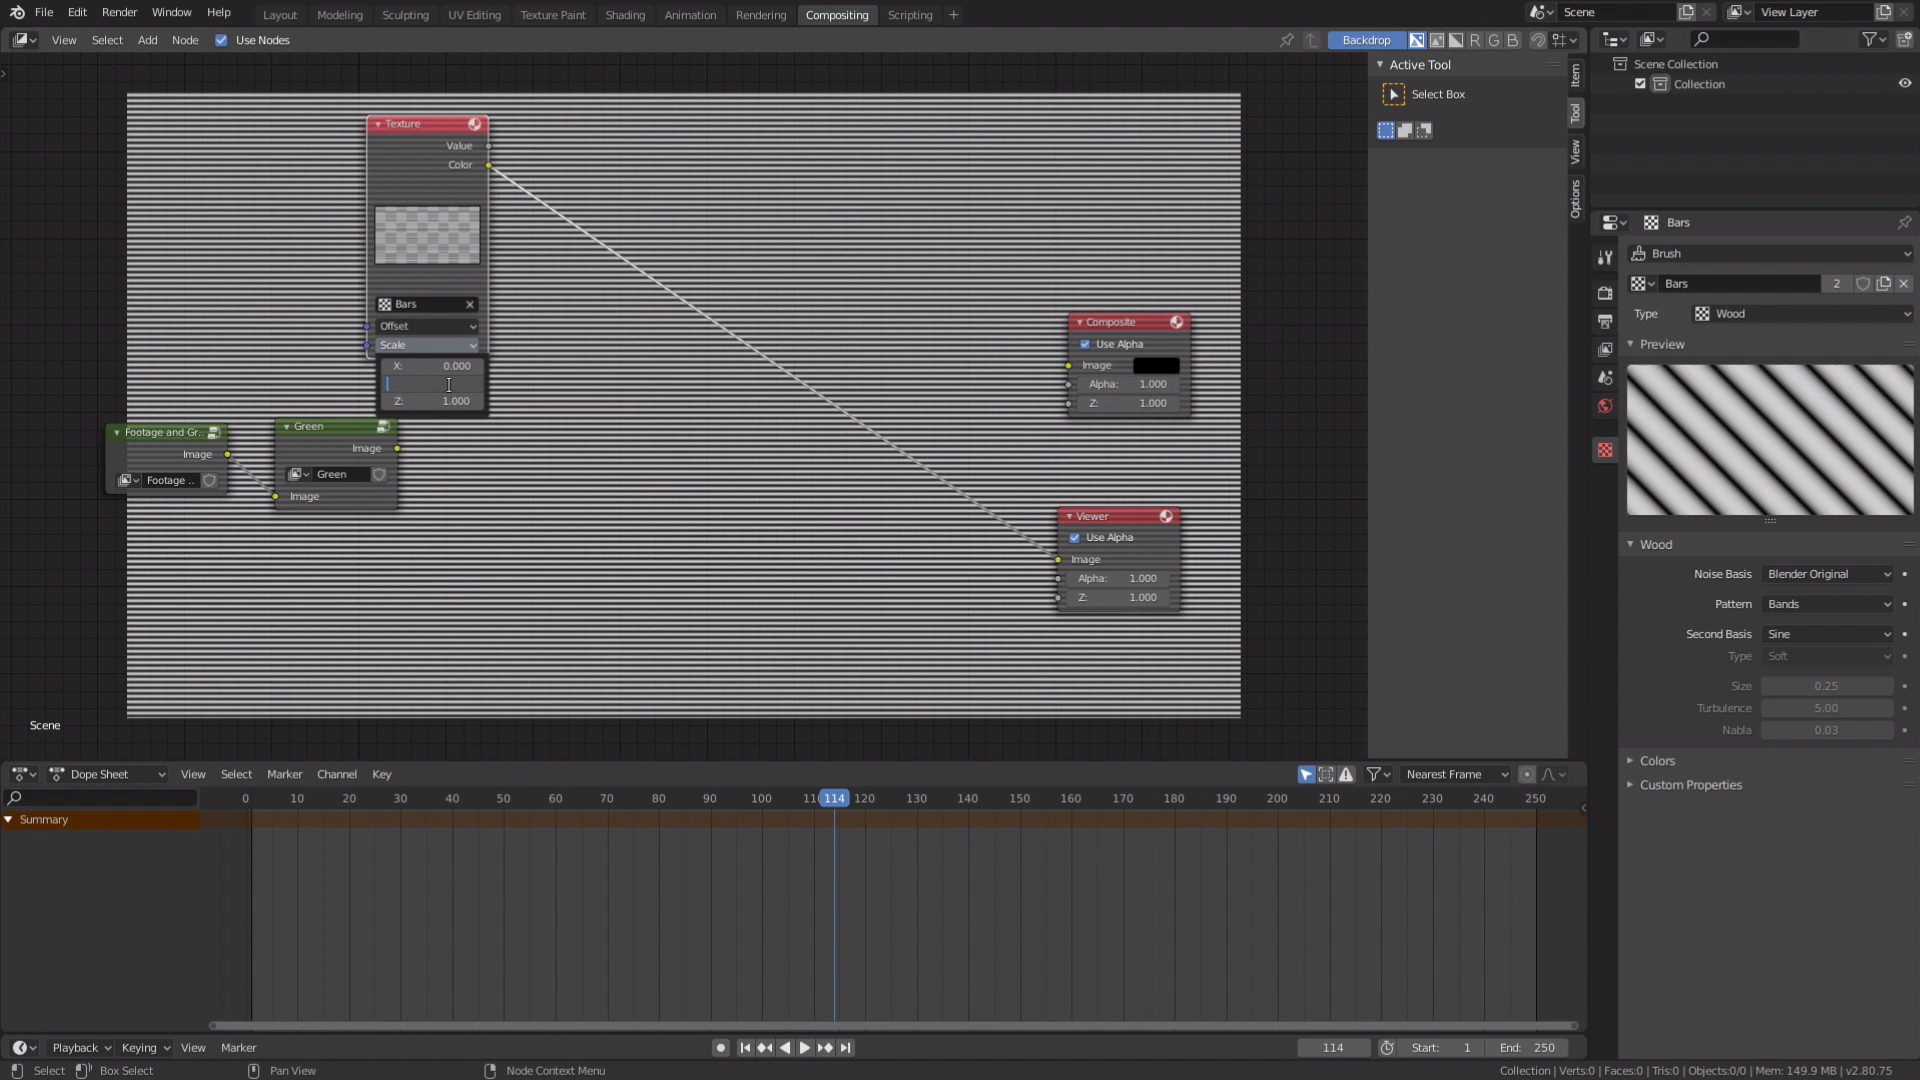 File Edit Render Window Help Layout Modeling Sculpting UV Editing Texture Paint Shading Animation Rendering Compositing Scripting + Scene View Layer
View Select Add Node Use Nodes Backdrop R G B
Active Tool
Select Box
Item
Tool
View
Options
Scene Collection
Collection
Texture
Value
Color
Bars
Offset
Scale
X: 0.000
Z: 1.000
Footage and Gr..
Image
Footage ..
Green
Image
Green
Image
Composite
Use Alpha
Image
Alpha: 1.000
Z: 1.000
Viewer
Use Alpha
Image
Alpha: 1.000
Z: 1.000
Scene
Bars
Brush
Bars 2
Type Wood
Preview
Wood
Noise Basis Blender Original
Pattern Bands
Second Basis Sine
Type Soft
Size 0.25
Turbulence 5.00
Nabla 0.03
Colors
Custom Properties
Dope Sheet View Select Marker Channel Key Nearest Frame
0 10 20 30 40 50 60 70 80 90 100 114 120 130 140 150 160 170 180 190 200 210 220 230 240 250
Summary
Playback Keying View Marker 114 Start: 1 End: 250
Select Box Select Pan View Node Context Menu Collection | Verts:0 | Faces:0 | Tris:0 | Objects:0/0 | Mem: 149.9 MB | v2.80.75